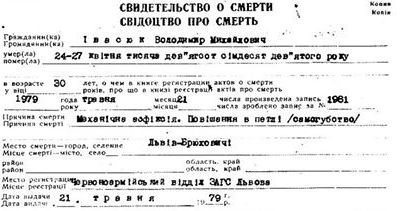 Копия
Копія
СВИДЕТЕЛЬСТВО О СМЕРТИ
СВІДОЦТВО ПРО СМЕРТЬ
Гражданин(ка)
Громадянин(ка) Івасюк Володимир Михайлович
умер(ла)
помер(ла) 24-27 квітня тисяча дев"ятсот сімдесят дев"ятого року
в возрасте 30 лет, о чем в книге регистрации актов о смерти
у віці років, про що в книзі реєстрації актів про смерть
1979 года травня месяца 21 числа произведена запись за № 1981
року місяця числа зроблено запис за №
Причина смерти
Причина смерті Механічна асфіксія. Повішення в петлі /самогубство/
Место смерти—город, селение Львів-Брюховичі
Місце смерті—місто, село
район область, край
район область, край
Место регистрации
Місце реєстрації Червоноармійський відділ ЗАГС Львова
Дата выдачи 21. травня 1979 г.
Дата видачі р.